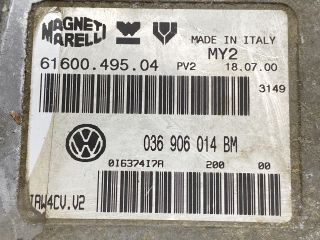 MAGNETI MARELLI
MADE IN ITALY
MY2
61600.495.04 PV2 18.07.00
3149
036 906 014 BM
01637417A 200 00
IAW4CV.V2